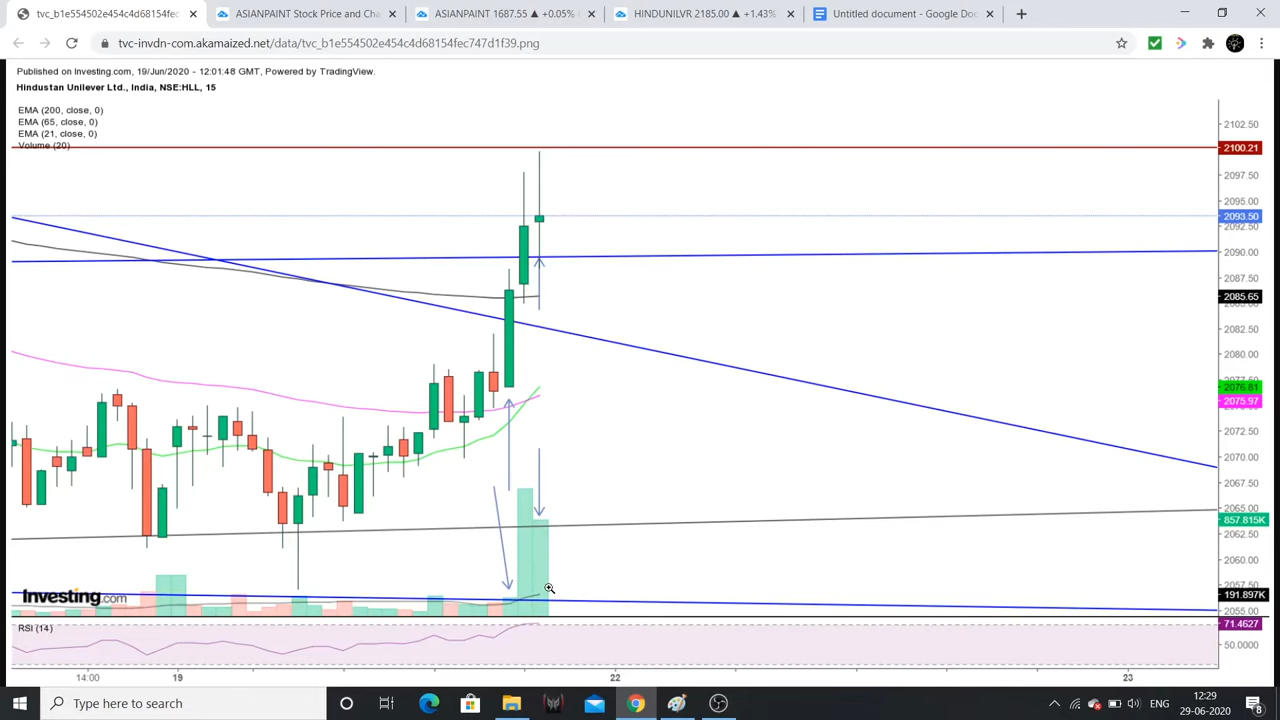 tvc_b1e554502e454c4d68154fec
ASIANPAINT Stock Price and Cha
ASIANPAINT 1687.55 ▲ +0.05%
HINDUNILVR 2185.00 ▲ +1.43%
Untitled document - Google Doc
tvc-invdn-com.akamaized.net/data/tvc_b1e554502e454c4d68154fec747d1f39.png
Published on Investing.com, 19/Jun/2020 - 12:01:48 GMT, Powered by TradingView.
Hindustan Unilever Ltd., India, NSE:HLL, 15
EMA (200, close, 0)
EMA (65, close, 0)
EMA (21, close, 0)
Volume (20)
2102.50
2100.21
2097.50
2095.00
2093.50
2092.50
2090.00
2087.50
2085.65
2082.50
2080.00
2076.81
2075.97
2072.50
2070.00
2067.50
2065.00
857.815K
2062.50
2060.00
2057.50
191.897K
2055.00
Investing.com
RSI (14)
71.4627
50.0000
14:00 19 22 23
Type here to search
ENG
12:29
29-06-2020
8